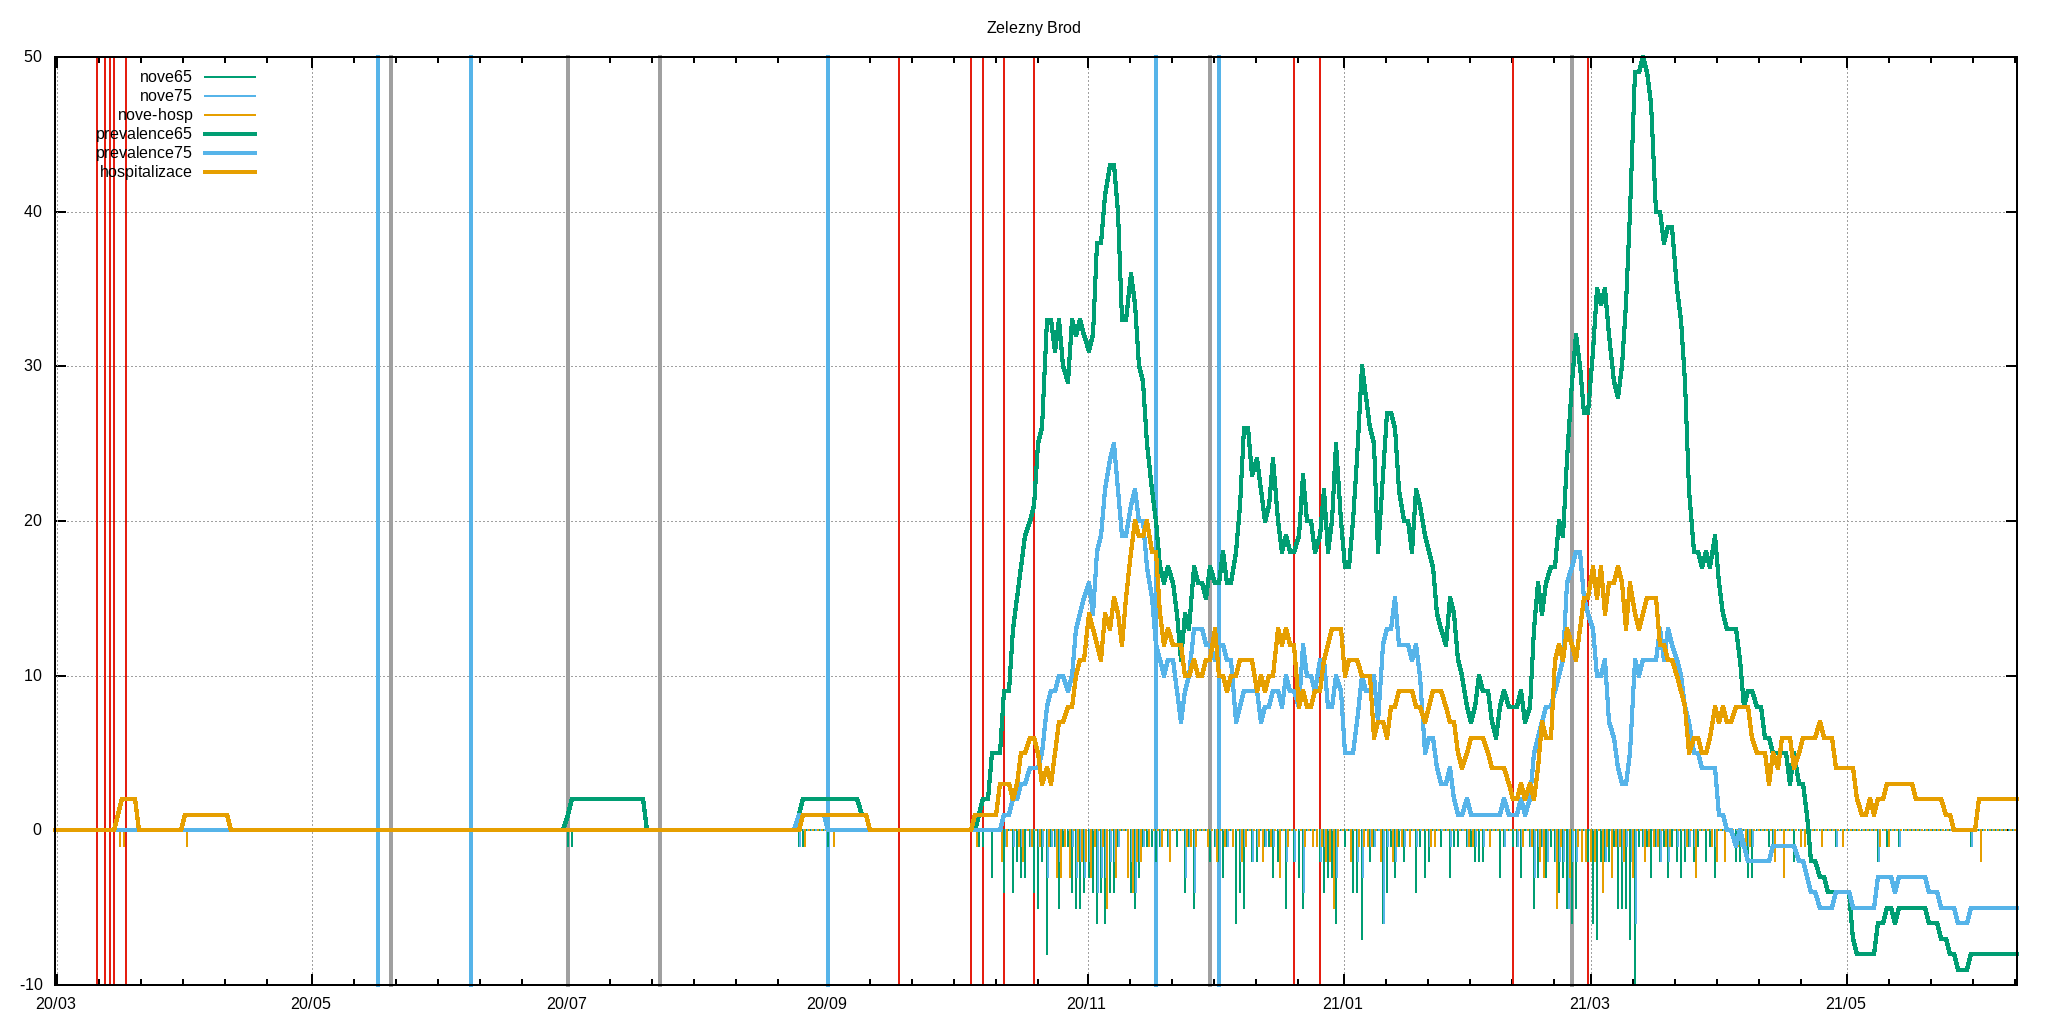 Zelezny Brod
50
40
30
20
10
0
-10
nove65
nove75
nove-hosp
prevalence65
prevalence75
hospitalizace
20/03 20/05 20/07 20/09 20/11 21/01 21/03 21/05